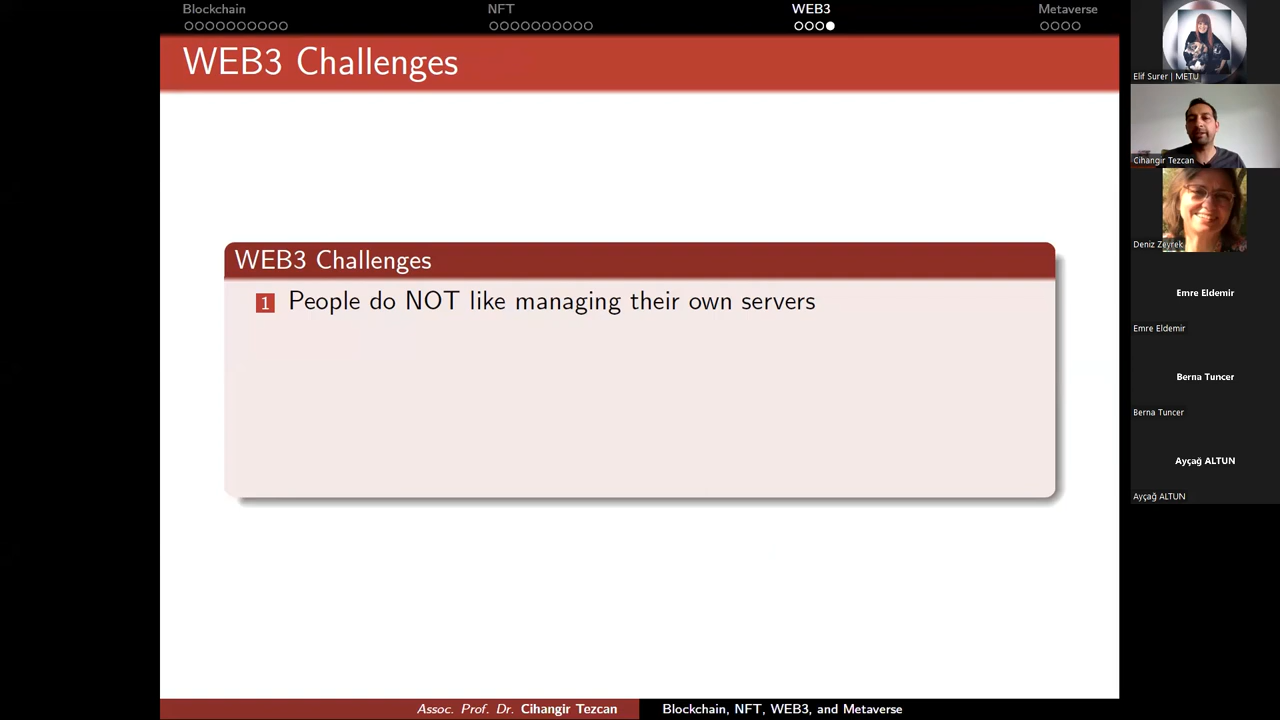 Blockchain
NFT
WEB3
Metaverse
WEB3 Challenges
WEB3 Challenges
1 People do NOT like managing their own servers
Assoc. Prof. Dr. Cihangir Tezcan
Blockchain, NFT, WEB3, and Metaverse
Elif Surer | METU
Cihangir Tezcan
Deniz Zeyrek
Emre Eldemir
Emre Eldemir
Berna Tuncer
Berna Tuncer
Ayçağ ALTUN
Ayçağ ALTUN